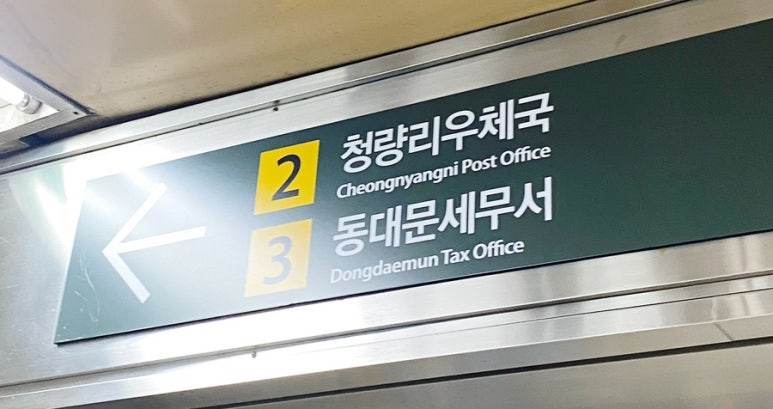 2 청량리우체국
Cheongnyangni Post Office
3 동대문세무서
Dongdaemun Tax Office